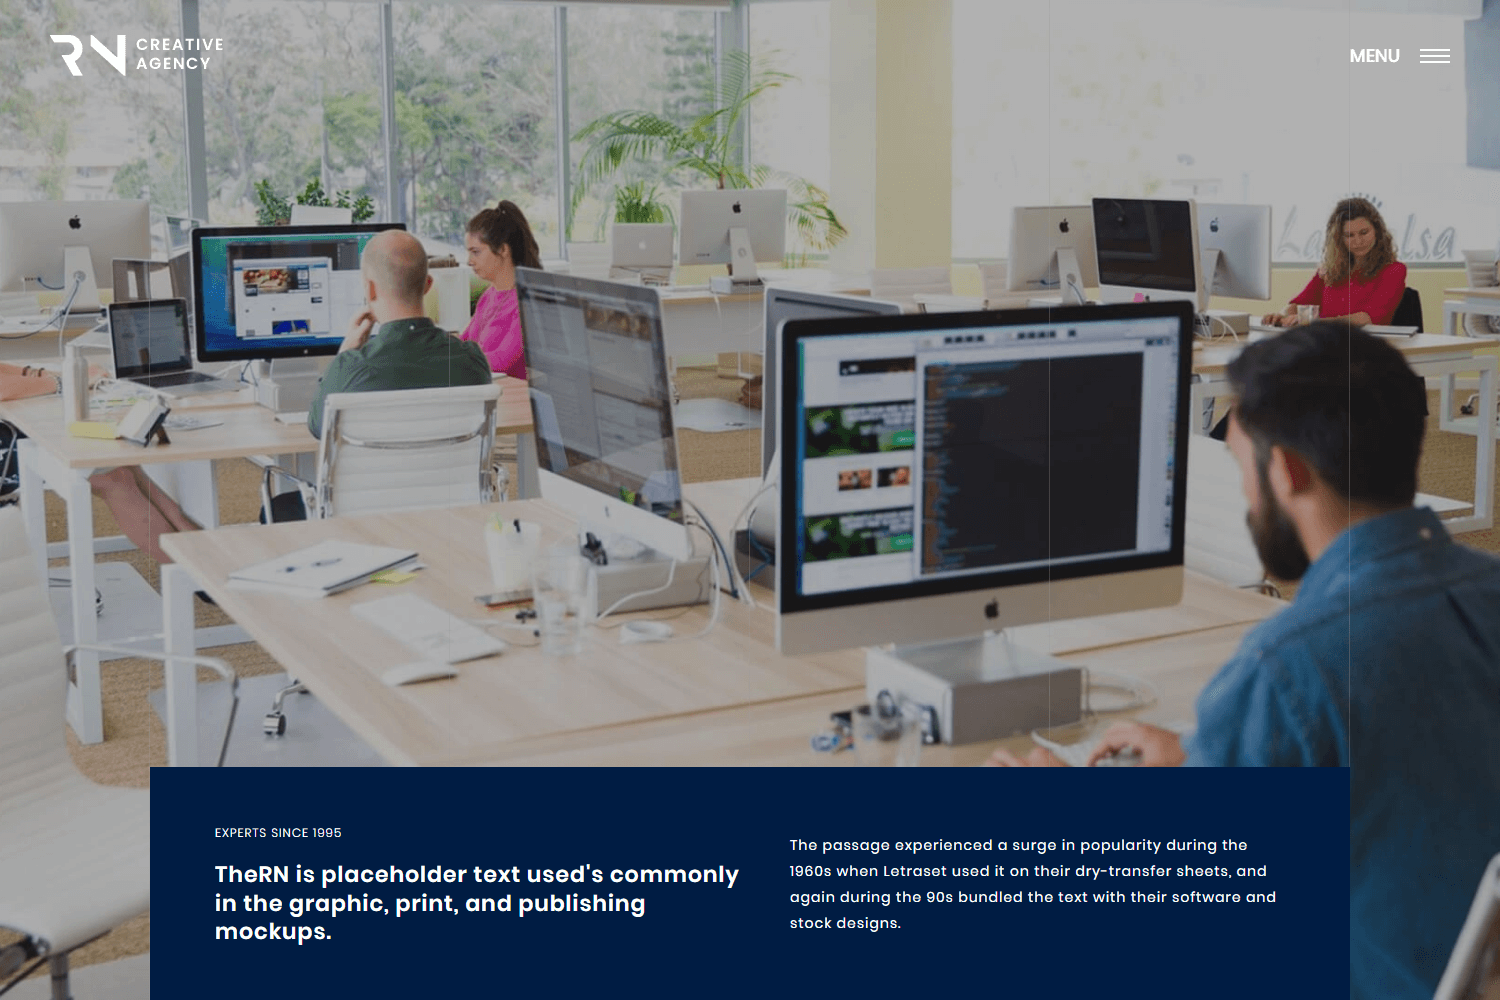 CREATIVE
AGENCY
MENU
EXPERTS SINCE 1995
TheRN is placeholder text used's commonly
in the graphic, print, and publishing
mockups.
The passage experienced a surge in popularity during the
1960s when Letraset used it on their dry-transfer sheets, and
again during the 90s bundled the text with their software and
stock designs.